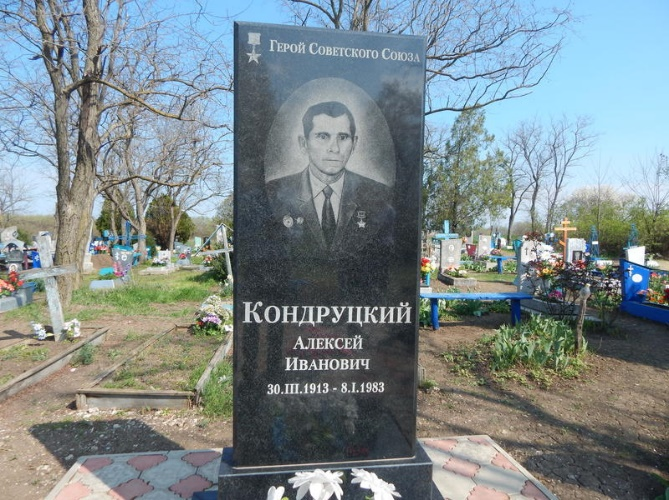 Герой Советского Союза
Кондруцкий
Алексей
Иванович
30.III.1913 - 8.I.1983